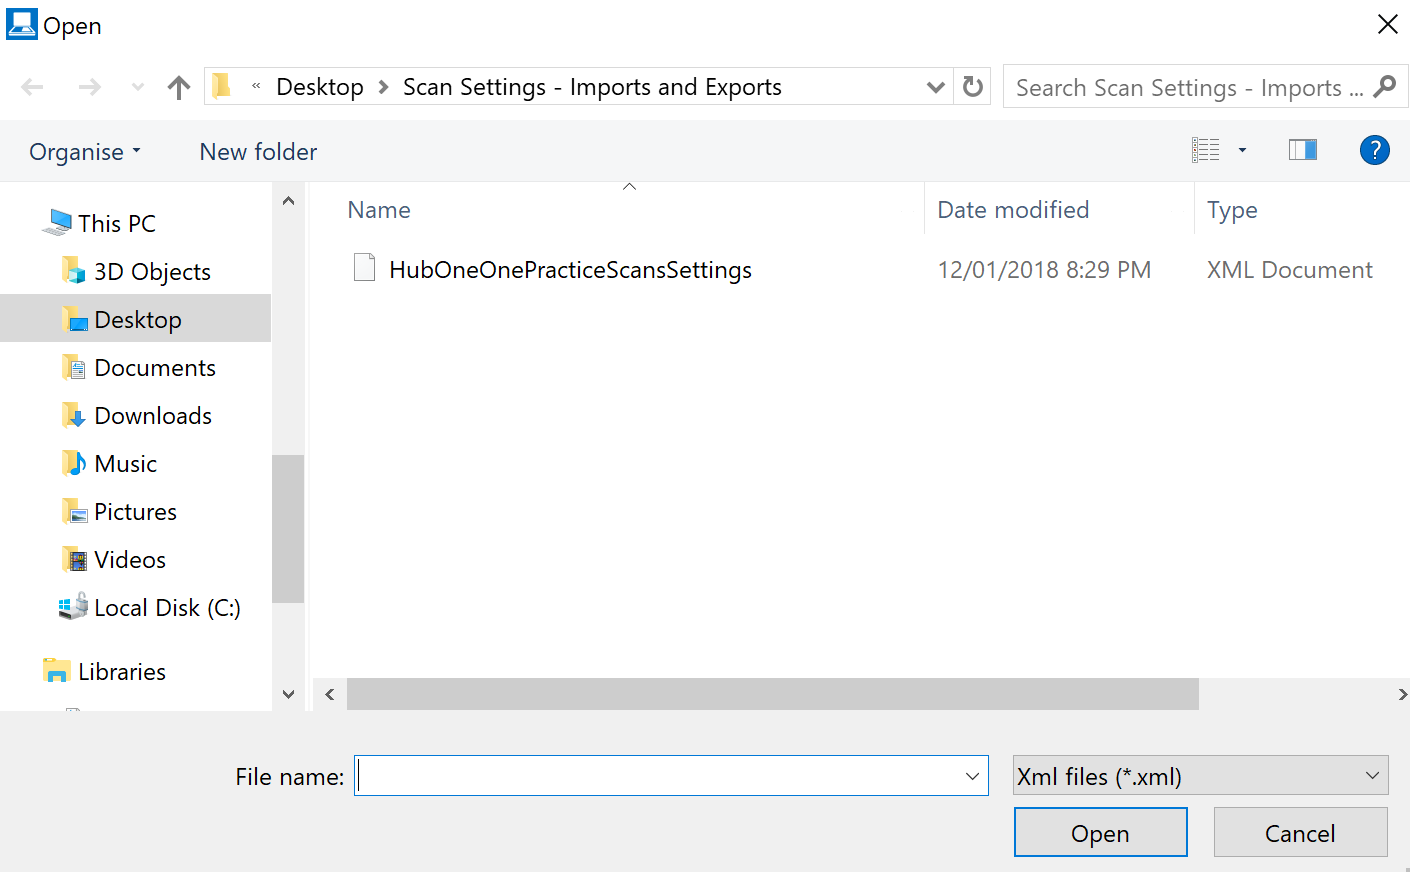 Open
« Desktop > Scan Settings - Imports and Exports
Search Scan Settings - Imports ...
Organise
New folder
?
This PC
3D Objects
Desktop
Documents
Downloads
Music
Pictures
Videos
Local Disk (C:)
Libraries
Name Date modified Type
HubOneOnePracticeScansSettings 12/01/2018 8:29 PM XML Document
File name:
Xml files (*.xml)
Open Cancel